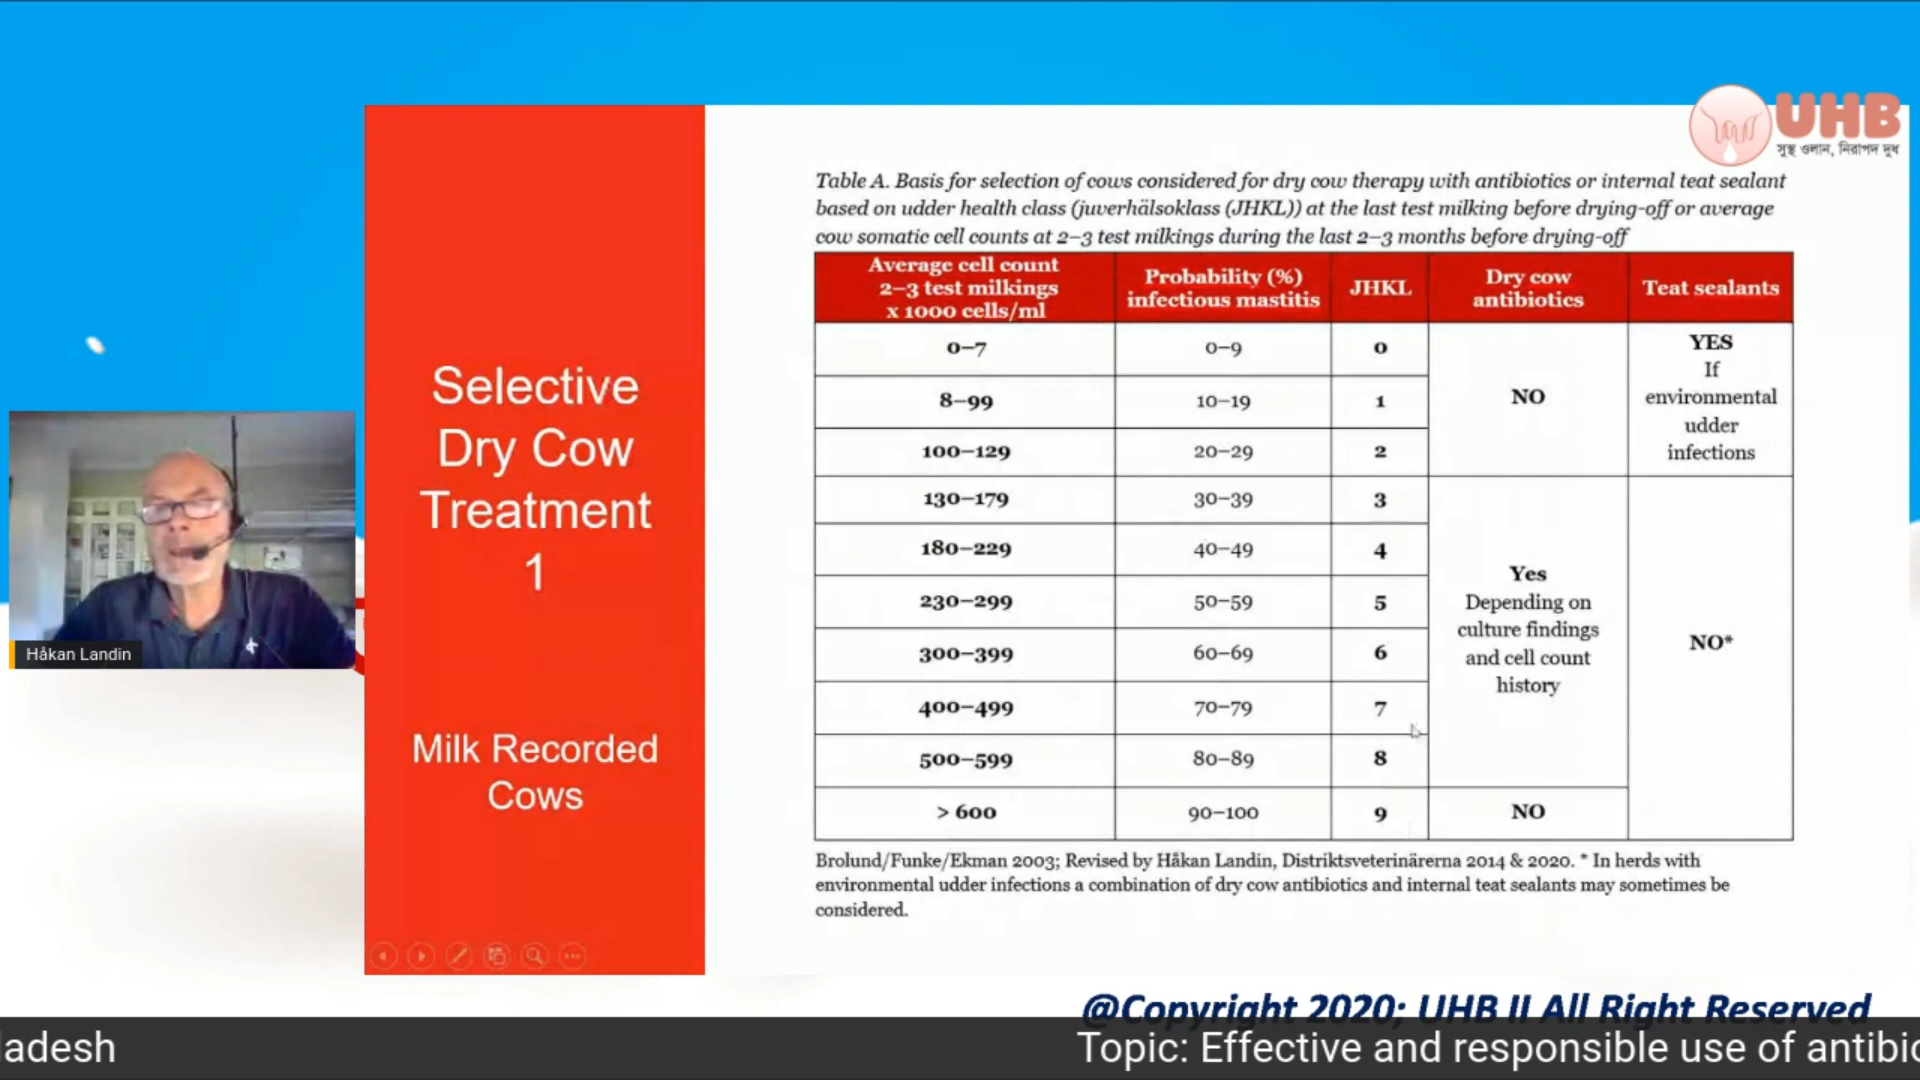 UHB
সুস্থ ওলান, নিরাপদ দুধ
Selective
Dry Cow
Treatment
1
Milk Recorded
Cows
Table A. Basis for selection of cows considered for dry cow therapy with antibiotics or internal teat sealant
based on udder health class (juverhälsoklass (JHKL)) at the last test milking before drying-off or average
cow somatic cell counts at 2–3 test milkings during the last 2–3 months before drying-off
Average cell count
2–3 test milkings
x 1000 cells/ml
Probability (%)
infectious mastitis
JHKL
Dry cow
antibiotics
Teat sealants
0–7
0–9
0
8–99
10–19
1
100–129
20–29
2
NO
YES
If
environmental
udder
infections
130–179
30–39
3
180–229
40–49
4
230–299
50–59
5
300–399
60–69
6
400–499
70–79
7
500–599
80–89
8
Yes
Depending on
culture findings
and cell count
history
NO*
> 600
90–100
9
NO
Brolund/Funke/Ekman 2003; Revised by Håkan Landin, Distriktsveterinärerna 2014 & 2020. * In herds with
environmental udder infections a combination of dry cow antibiotics and internal teat sealants may sometimes be
considered.
Håkan Landin
@Copyright 2020; UHB II All Right Reserved
ladesh
Topic: Effective and responsible use of antibio